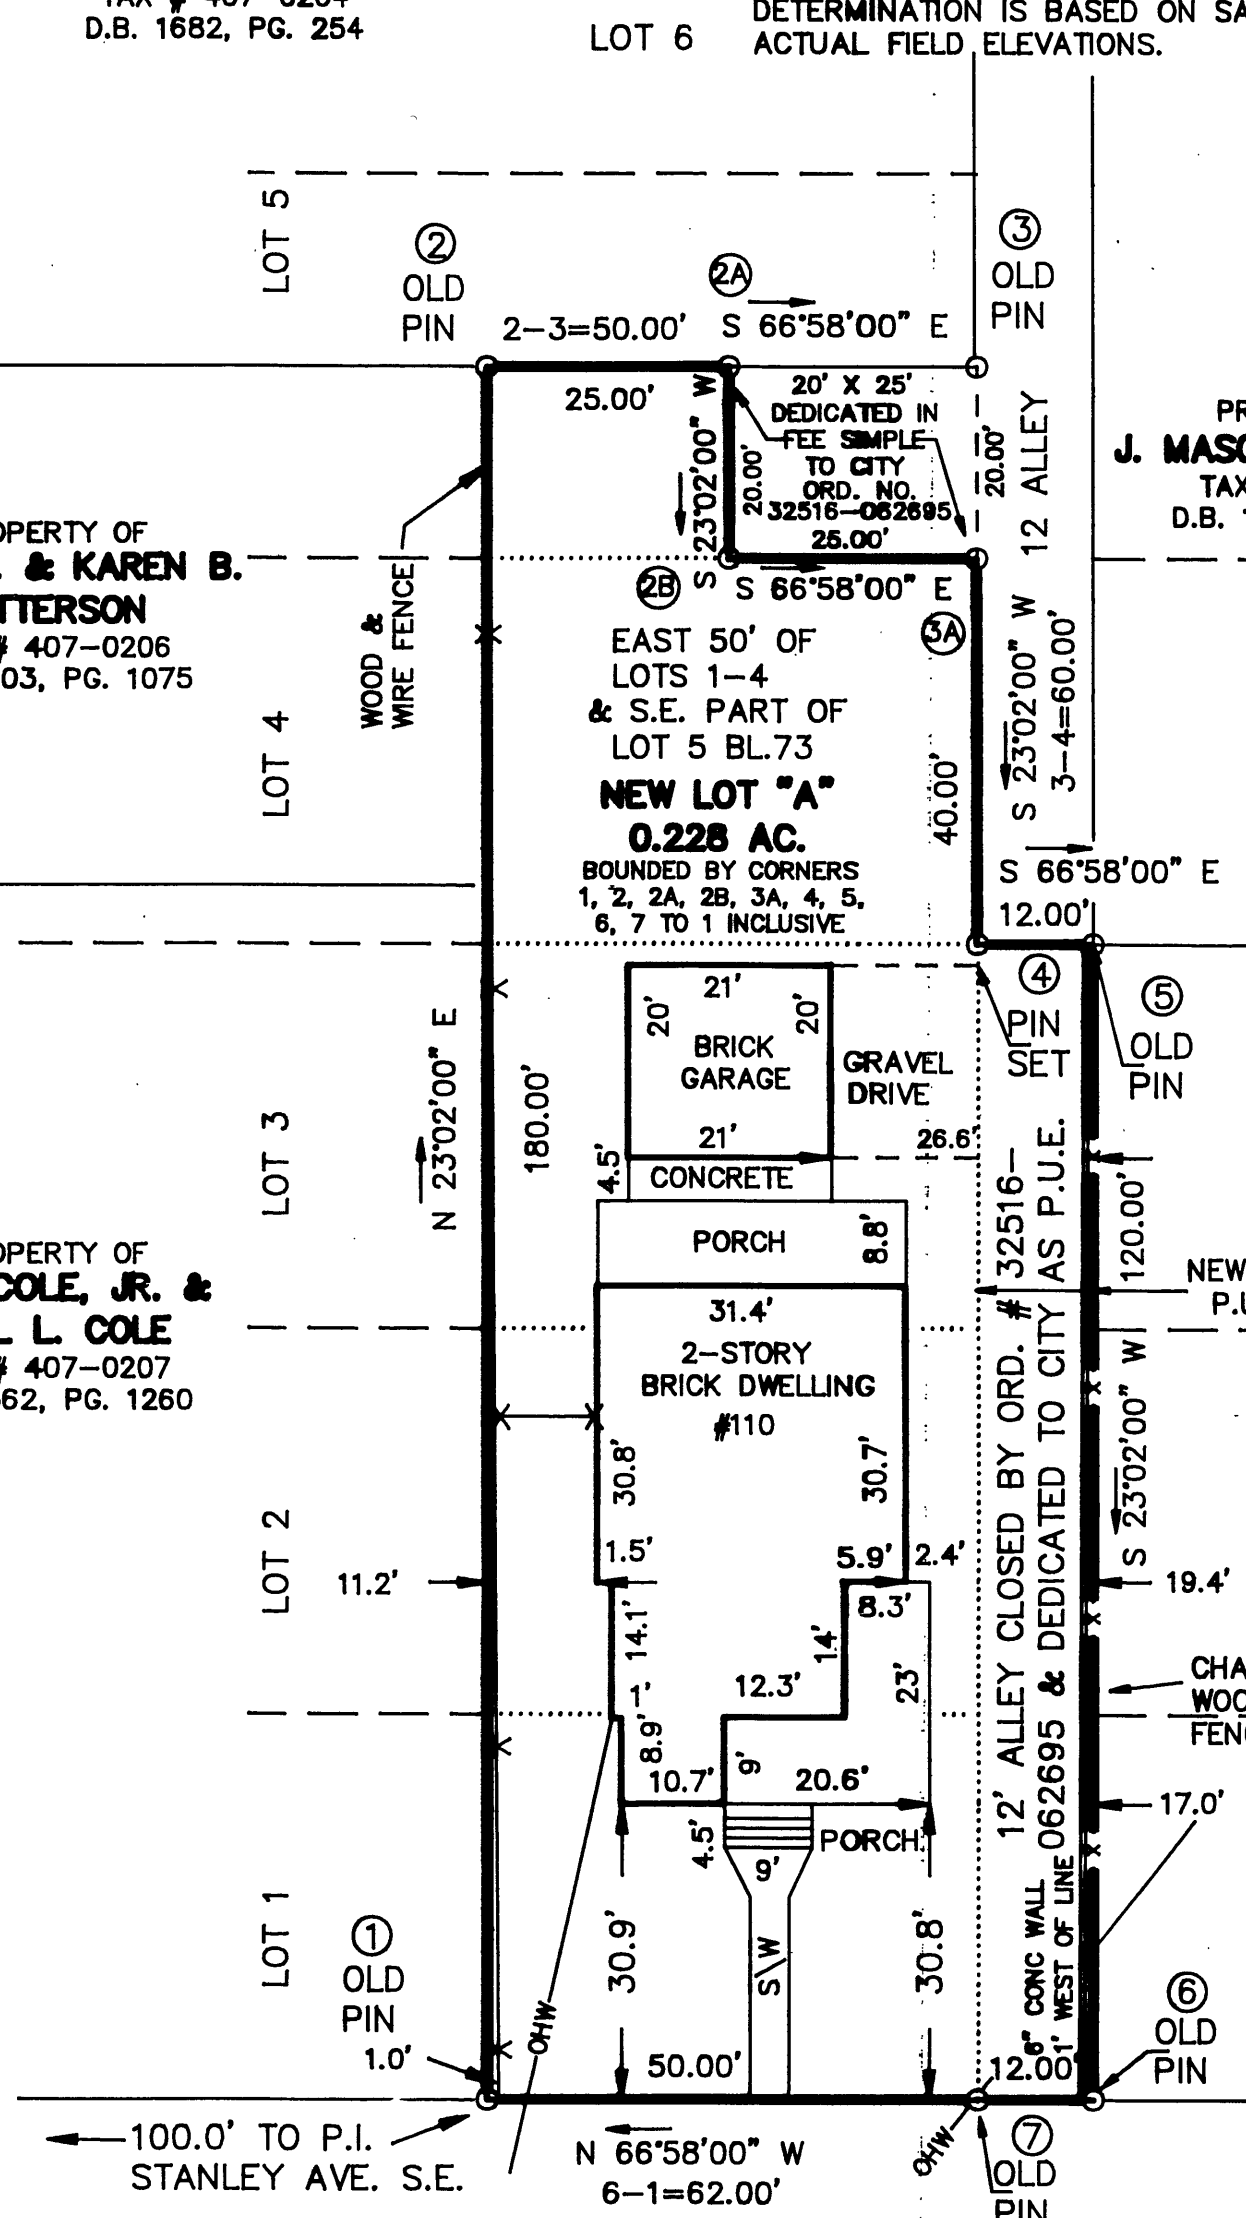 TAX # 407-0204
D.B. 1682, PG. 254
LOT 6
DETERMINATION IS BASED ON
ACTUAL FIELD ELEVATIONS.
LOT 5
2
OLD
PIN
2-3=50.00'
2A
S 66°58'00" E
3
OLD
PIN
25.00'
S 23°02'00" W
20.00'
20' X 25'
DEDICATED IN
FEE SIMPLE
TO CITY
ORD. NO.
32516-062695
25.00'
20.00'
12 ALLEY
J.
TAX
D.B.
OPERTY OF
& KAREN B.
TTERSON
# 407-0206
03, PG. 1075
WOOD &
WIRE FENCE
2B
S 66°58'00" E
3A
EAST 50' OF
LOTS 1-4
& S.E. PART OF
LOT 5 BL.73
NEW LOT "A"
0.228 AC.
BOUNDED BY CORNERS
1, 2, 2A, 2B, 3A, 4, 5,
6, 7 TO 1 INCLUSIVE
LOT 4
40.00'
S 23°02'00" W
3-4=60.00'
S 66°58'00" E
12.00'
4
PIN
SET
5
OLD
PIN
21'
20'
20'
BRICK
GARAGE
21'
GRAVEL
DRIVE
26.6'
N 23°02'00" E
180.00'
LOT 3
4.5'
CONCRETE
PORCH
8.8'
OPERTY OF
COLE, JR. &
L. COLE
# 407-0207
62, PG. 1260
31.4'
2-STORY
BRICK DWELLING
#110
30.8'
30.7'
12' ALLEY CLOSED BY ORD. # 32516-
062695 & DEDICATED TO CITY AS P.U.E.
120.00'
S 23°02'00" W
NEW
LOT 2
11.2'
1.5'
5.9'
2.4'
8.3'
19.4'
14.1'
14'
23'
12.3'
1'
8.9'
10.7'
9'
20.6'
FEN
17.0'
4.5'
PORCH
9'
LOT 1
1
OLD
PIN
1.0'
30.9'
S\W
30.8'
OHW
6" CONC WALL
1' WEST OF LINE
6
OLD
PIN
50.00'
12.00'
100.0' TO P.I.
STANLEY AVE. S.E.
N 66°58'00" W
6-1=62.00'
OHW
7
OLD
PIN